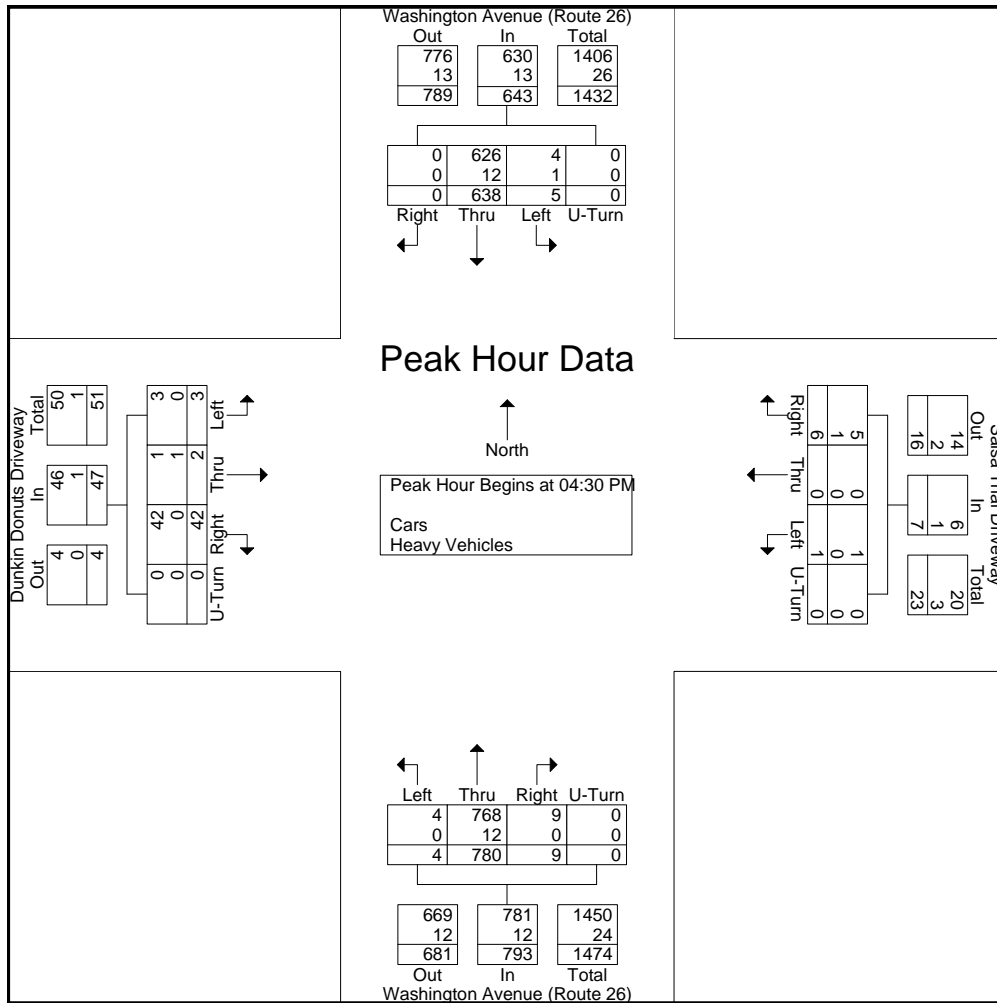 Washington Avenue (Route 26)
Out In Total
776 630 1406
13 13 26
789 643 1432
0 626 4 0
0 12 1 0
0 638 5 0
Right Thru Left U-Turn
Peak Hour Data
North
Peak Hour Begins at 04:30 PM
Cars
Heavy Vehicles
Dunkin Donuts Driveway
Out In Total
4 46 50
0 1 1
4 47 51
U-Turn Right Thru Left
0 42 1 3
0 0 1 0
0 42 2 3
Salsa Thai Driveway
Out In Total
14 6 20
2 1 3
16 7 23
5 0 1 0
1 0 0 0
6 0 1 0
Right Thru Left U-Turn
Left Thru Right U-Turn
4 768 9 0
0 12 0 0
4 780 9 0
669 781 1450
12 12 24
681 793 1474
Out In Total
Washington Avenue (Route 26)